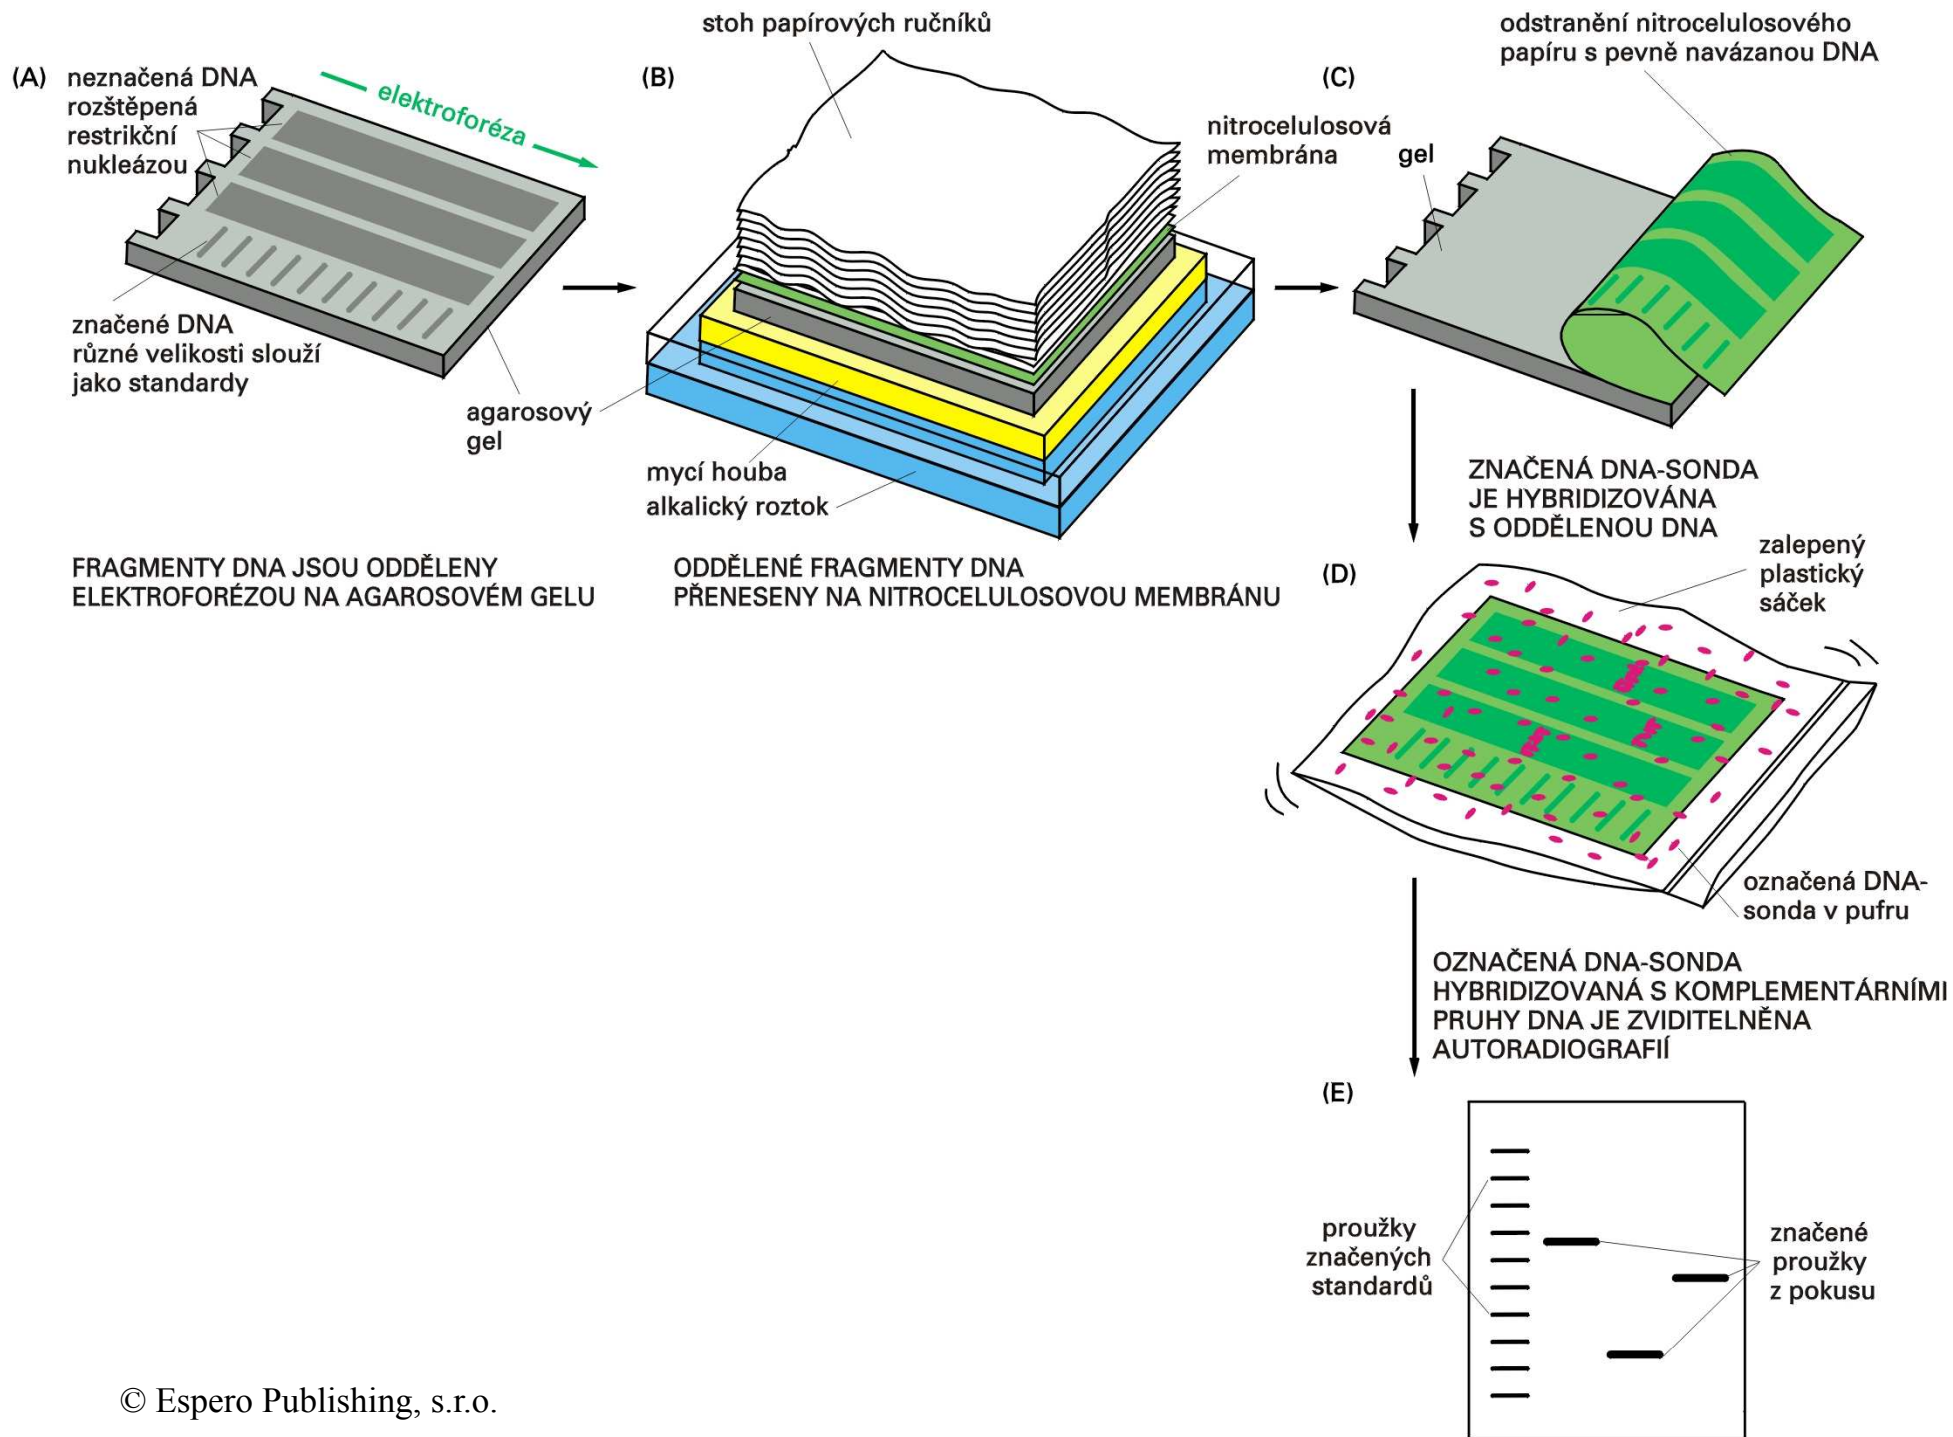 (A)
neznačená DNA
rozštěpená
restrikční
nukleázou
elektroforéza
značené DNA
různé velikosti slouží
jako standardy
agarosový
gel
FRAGMENTY DNA JSOU ODDĚLENY
ELEKTROFORÉZOU NA AGAROSOVÉM GELU
(B)
stoh papírových ručníků
nitrocelulosová
membrána
mycí houba
alkalický roztok
ODDĚLENÉ FRAGMENTY DNA
PŘENESENY NA NITROCELULOSOVOU MEMBRÁNU
(C)
odstranění nitrocelulosového
papíru s pevně navázanou DNA
gel
ZNAČENÁ DNA-SONDA
JE HYBRIDIZOVÁNA
S ODDĚLENOU DNA
(D)
zalepený
plastický
sáček
označená DNA-
sonda v pufru
OZNAČENÁ DNA-SONDA
HYBRIDIZOVANÁ S KOMPLEMENTÁRNÍMI
PRUHY DNA JE ZVIDITELNĚNA
AUTORADIOGRAFIÍ
(E)
proužky
značených
standardů
značené
proužky
z pokusu
© Espero Publishing, s.r.o.